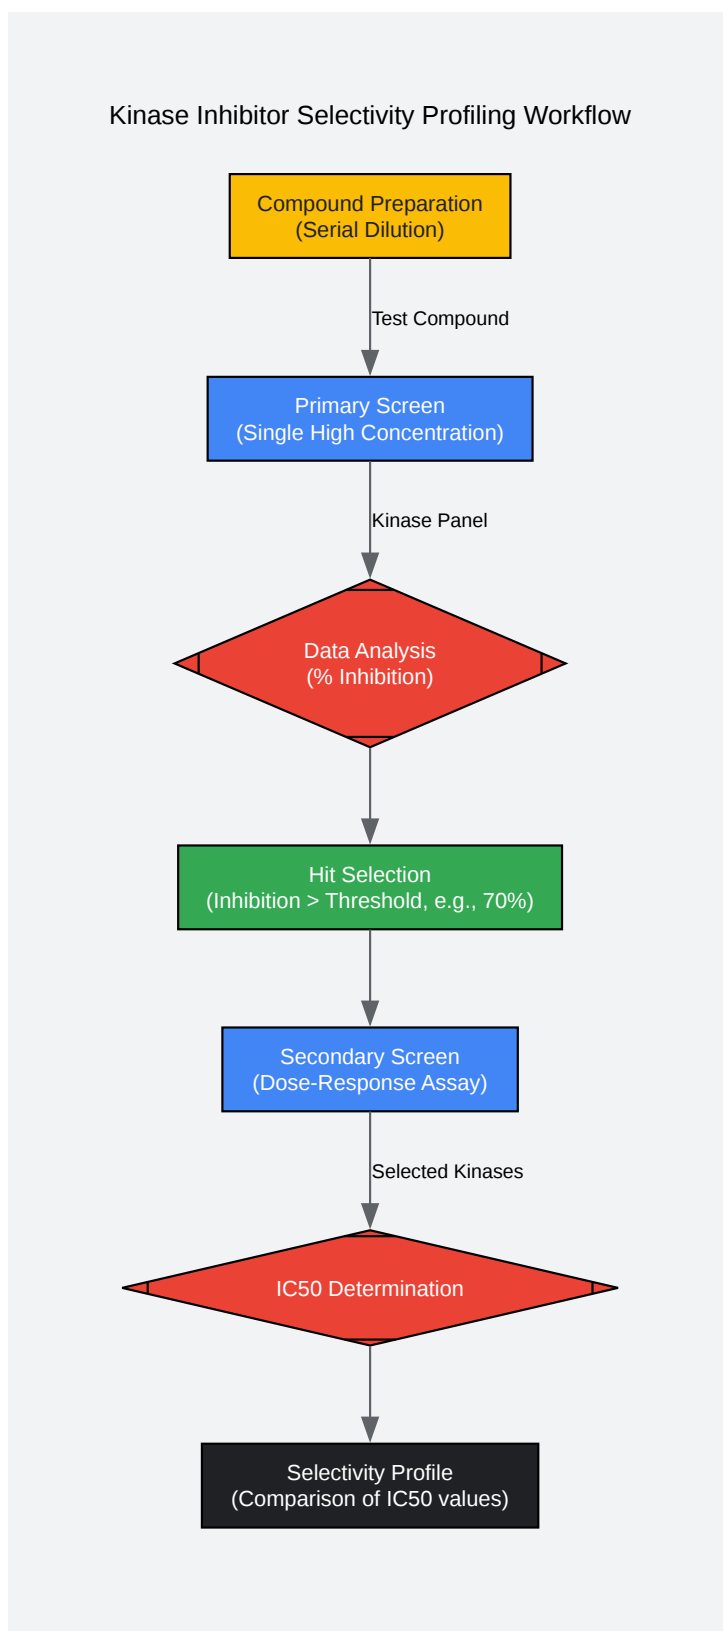 Kinase Inhibitor Selectivity Profiling Workflow
Compound Preparation
(Serial Dilution)
Test Compound
Primary Screen
(Single High Concentration)
Kinase Panel
Data Analysis
(% Inhibition)
Hit Selection
(Inhibition > Threshold, e.g., 70%)
Secondary Screen
(Dose-Response Assay)
Selected Kinases
IC50 Determination
Selectivity Profile
(Comparison of IC50 values)